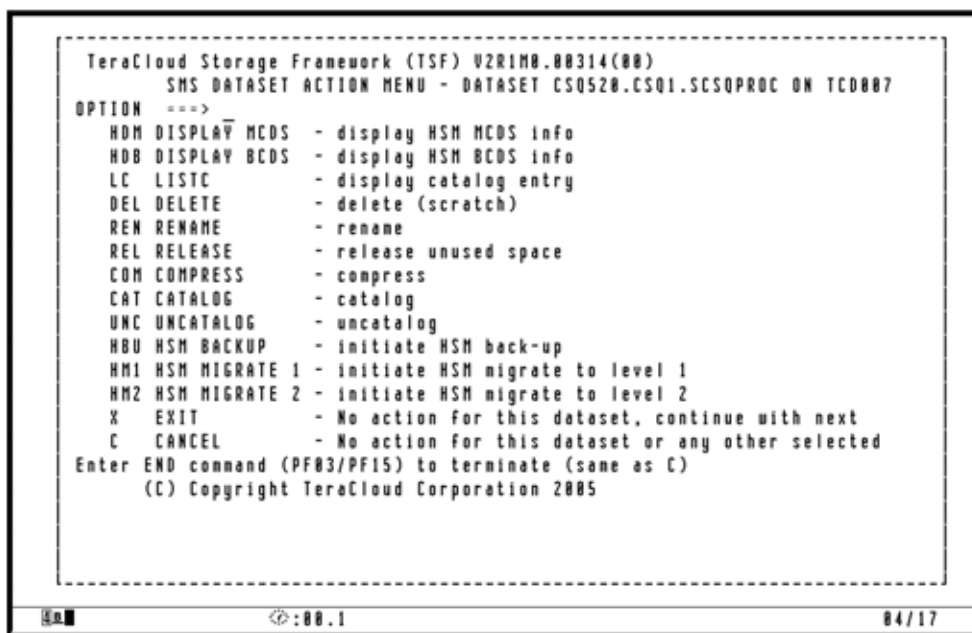 TeraCloud Storage Framework (TSF) V2R1M0.00314(00)
SMS DATASET ACTION MENU - DATASET CSQ520.CSQ1.SCSQPROC ON TCD007
OPTION ===> _
HDM DISPLAY MCDS - display HSM MCDS info
HDB DISPLAY BCDS - display HSM BCDS info
LC LISTC - display catalog entry
DEL DELETE - delete (scratch)
REN RENAME - rename
REL RELEASE - release unused space
COM COMPRESS - compress
CAT CATALOG - catalog
UNC UNCATALOG - uncatalog
HBU HSM BACKUP - initiate HSM back-up
HM1 HSM MIGRATE 1 - initiate HSM migrate to level 1
HM2 HSM MIGRATE 2 - initiate HSM migrate to level 2
X EXIT - No action for this dataset, continue with next
C CANCEL - No action for this dataset or any other selected
Enter END command (PF03/PF15) to terminate (same as C)
(C) Copyright TeraCloud Corporation 2005
:00.1 04/17